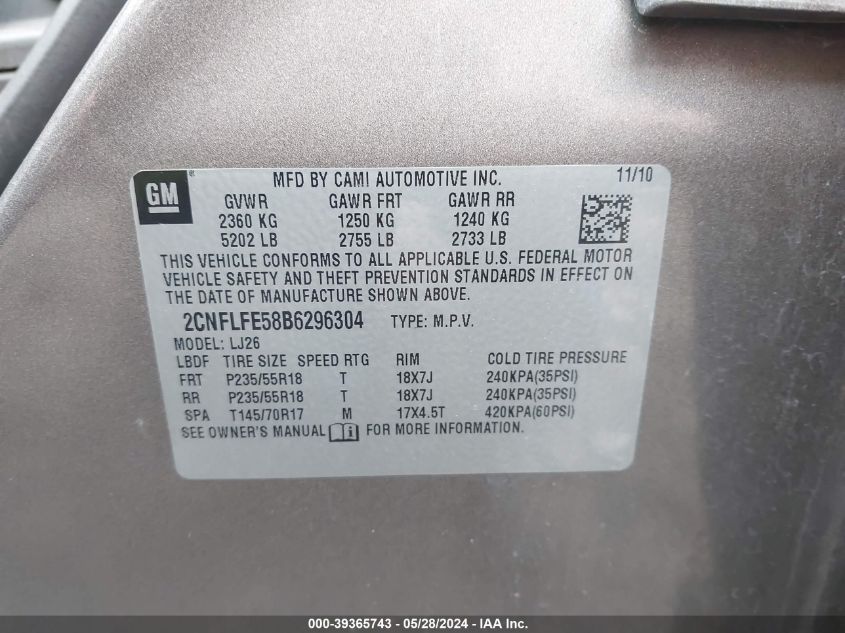 GM
MFD BY CAMI AUTOMOTIVE INC. 11/10
GVWR GAWR FRT GAWR RR
2360 KG 1250 KG 1240 KG
5202 LB 2755 LB 2733 LB
THIS VEHICLE CONFORMS TO ALL APPLICABLE U.S. FEDERAL MOTOR
VEHICLE SAFETY AND THEFT PREVENTION STANDARDS IN EFFECT ON
THE DATE OF MANUFACTURE SHOWN ABOVE.
2CNFLFE58B6296304 TYPE: M.P.V.
MODEL: LJ26
LBDF TIRE SIZE SPEED RTG RIM COLD TIRE PRESSURE
FRT P235/55R18 T 18X7J 240KPA(35PSI)
RR P235/55R18 T 18X7J 240KPA(35PSI)
SPA T145/70R17 M 17X4.5T 420KPA(60PSI)
SEE OWNER'S MANUAL FOR MORE INFORMATION.
000-39365743 - 05/28/2024 - IAA Inc.